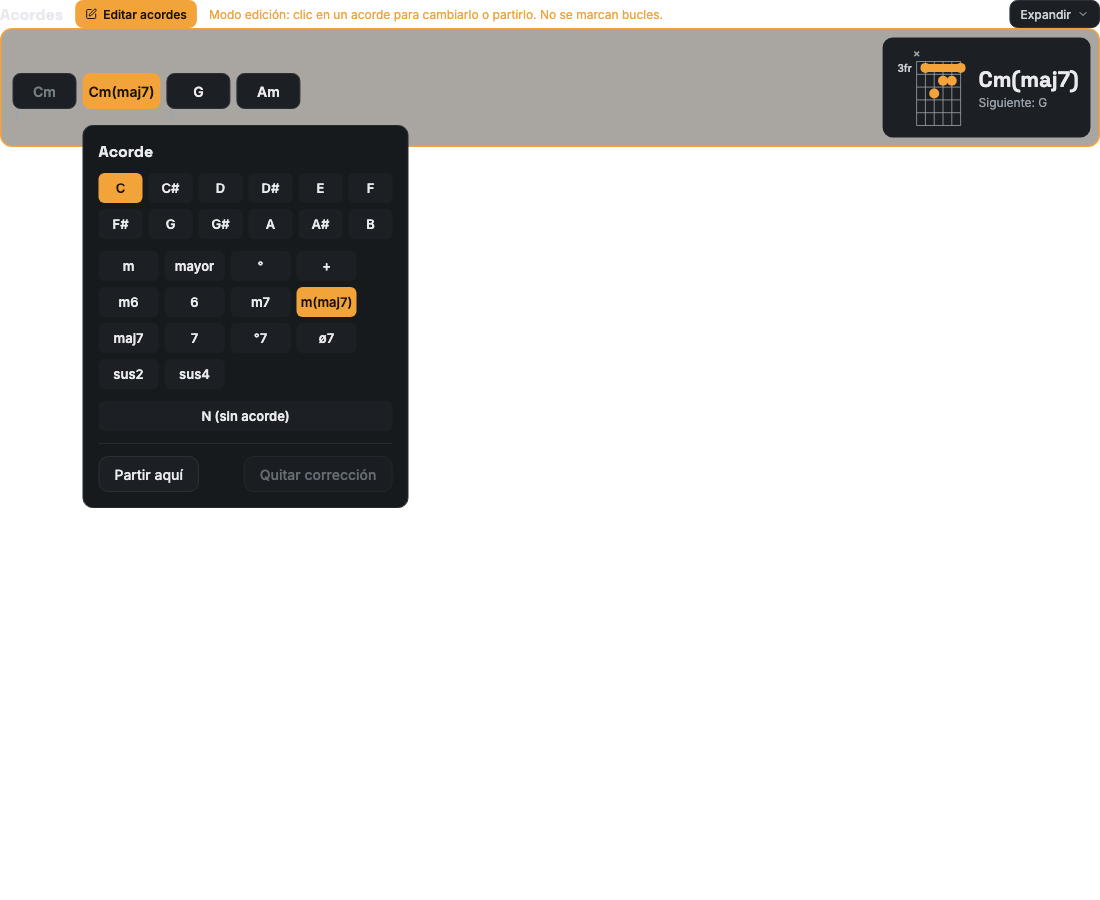 Acordes Editar acordes Modo edición: clic en un acorde para cambiarlo o partirlo. No se marcan bucles. Expandir
Cm Cm(maj7) G Am
×
3fr
Cm(maj7)
Siguiente: G
Acorde
C C# D D# E F
F# G G# A A# B
m mayor ° +
m6 6 m7 m(maj7)
maj7 7 °7 ø7
sus2 sus4
N (sin acorde)
Partir aquí Quitar corrección